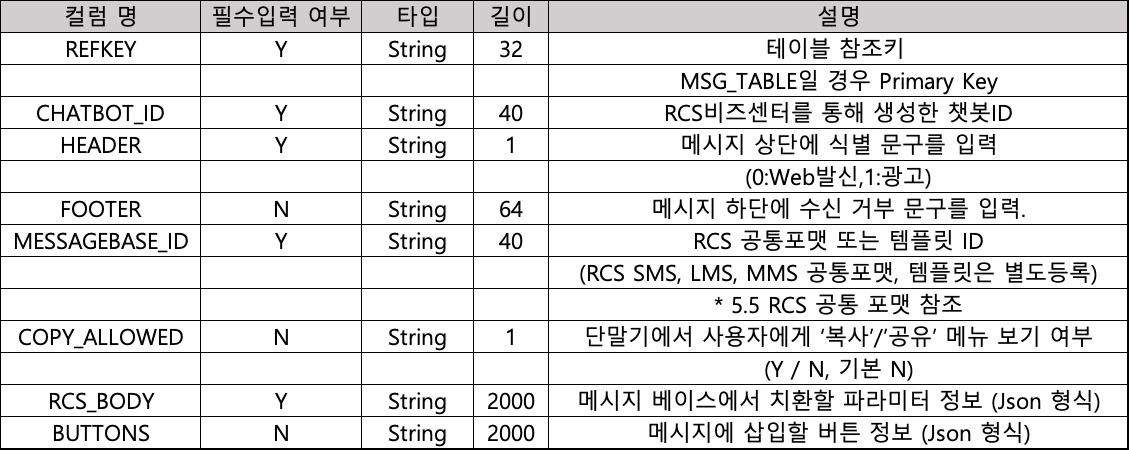 컬럼 명 필수입력 여부 타입 길이 설명
REFKEY Y String 32 테이블 참조키
MSG_TABLE일 경우 Primary Key
CHATBOT_ID Y String 40 RCS비즈센터를 통해 생성한 챗봇ID
HEADER Y String 1 메시지 상단에 식별 문구를 입력
(0:Web발신,1:광고)
FOOTER N String 64 메시지 하단에 수신 거부 문구를 입력.
MESSAGEBASE_ID Y String 40 RCS 공통포맷 또는 템플릿 ID
(RCS SMS, LMS, MMS 공통포맷, 템플릿은 별도등록)
* 5.5 RCS 공통 포맷 참조
COPY_ALLOWED N String 1 단말기에서 사용자에게 ‘복사’/’공유’ 메뉴 보기 여부
(Y / N, 기본 N)
RCS_BODY Y String 2000 메시지 베이스에서 치환할 파라미터 정보 (Json 형식)
BUTTONS N String 2000 메시지에 삽입할 버튼 정보 (Json 형식)